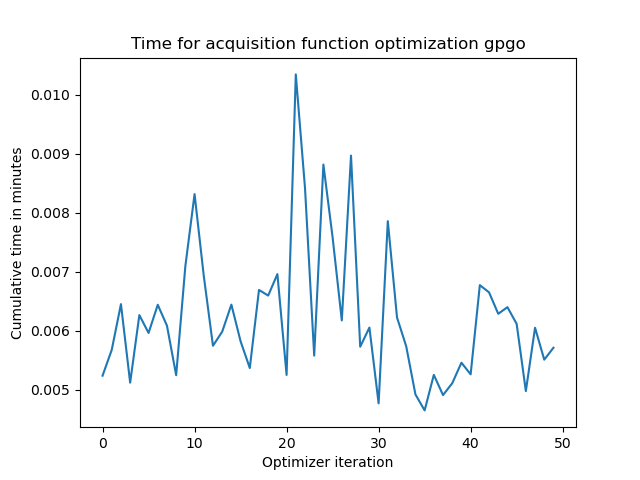 Time for acquisition function optimization gpgo
0.010
0.009
0.008
0.007
0.006
0.005
Cumulative time in minutes
0 10 20 30 40 50
Optimizer iteration